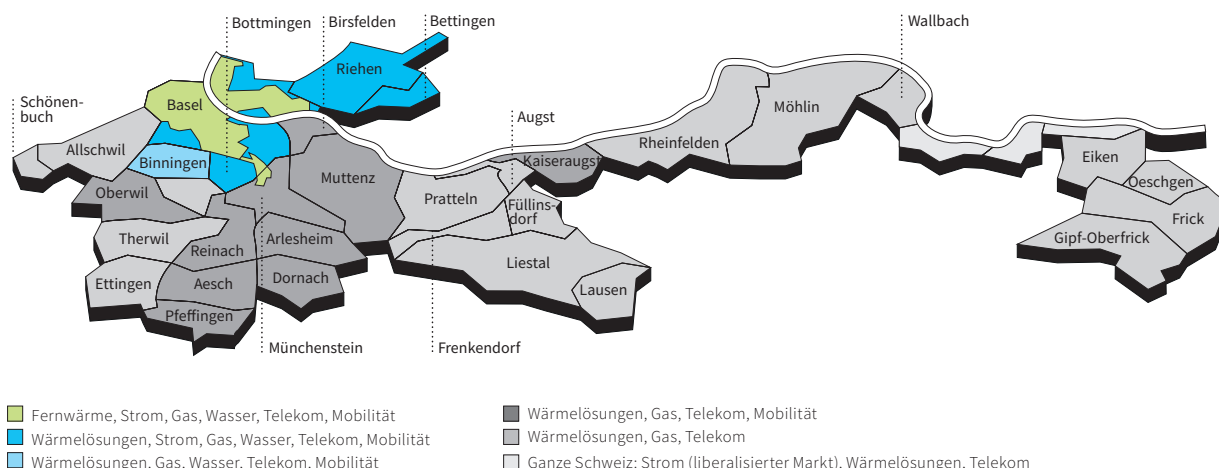 Bottmingen
Birsfelden
Bettingen
Wallbach
Riehen
Schönen-
buch
Basel
Augst
Möhlin
Allschwil
Binningen
Rheinfelden
Kaiseraugst
Eiken
Oberwil
Muttenz
Pratteln
Füllins-
dorf
Oeschgen
Frick
Therwil
Reinach
Arlesheim
Gipf-Oberfrick
Liestal
Ettingen
Aesch
Dornach
Lausen
Pfeffingen
Münchenstein
Frenkendorf
Fernwärme, Strom, Gas, Wasser, Telekom, Mobilität
Wärmelösungen, Strom, Gas, Wasser, Telekom, Mobilität
Wärmelösungen, Gas, Wasser, Telekom, Mobilität
Wärmelösungen, Gas, Telekom, Mobilität
Wärmelösungen, Gas, Telekom
Ganze Schweiz: Strom (liberalisierter Markt), Wärmelösungen, Telekom